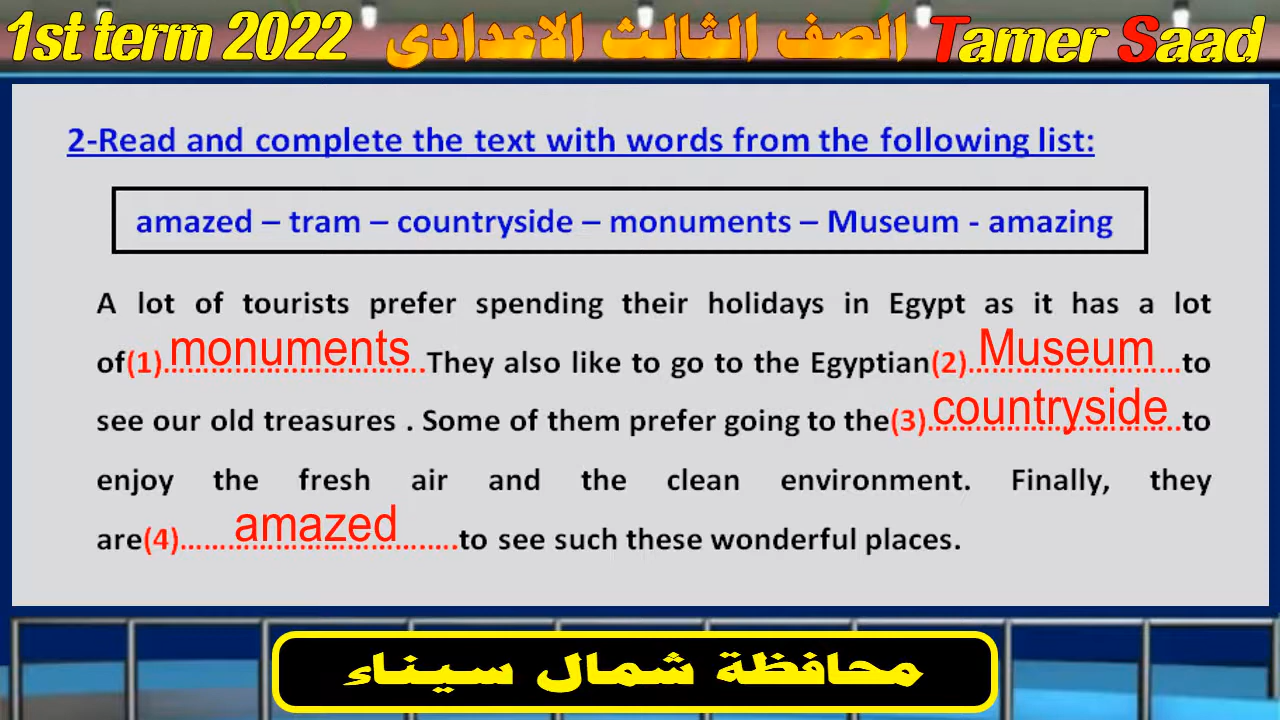 1st term 2022 الصف الثالث الاعدادى Tamer Saad
2-Read and complete the text with words from the following list:
amazed – tram – countryside – monuments – Museum - amazing
A lot of tourists prefer spending their holidays in Egypt as it has a lot
of(1)......monuments......They also like to go to the Egyptian(2)......Museum......to
see our old treasures . Some of them prefer going to the(3)......countryside......to
enjoy the fresh air and the clean environment. Finally, they
are(4)......amazed......to see such these wonderful places.
محافظة شمال سيناء